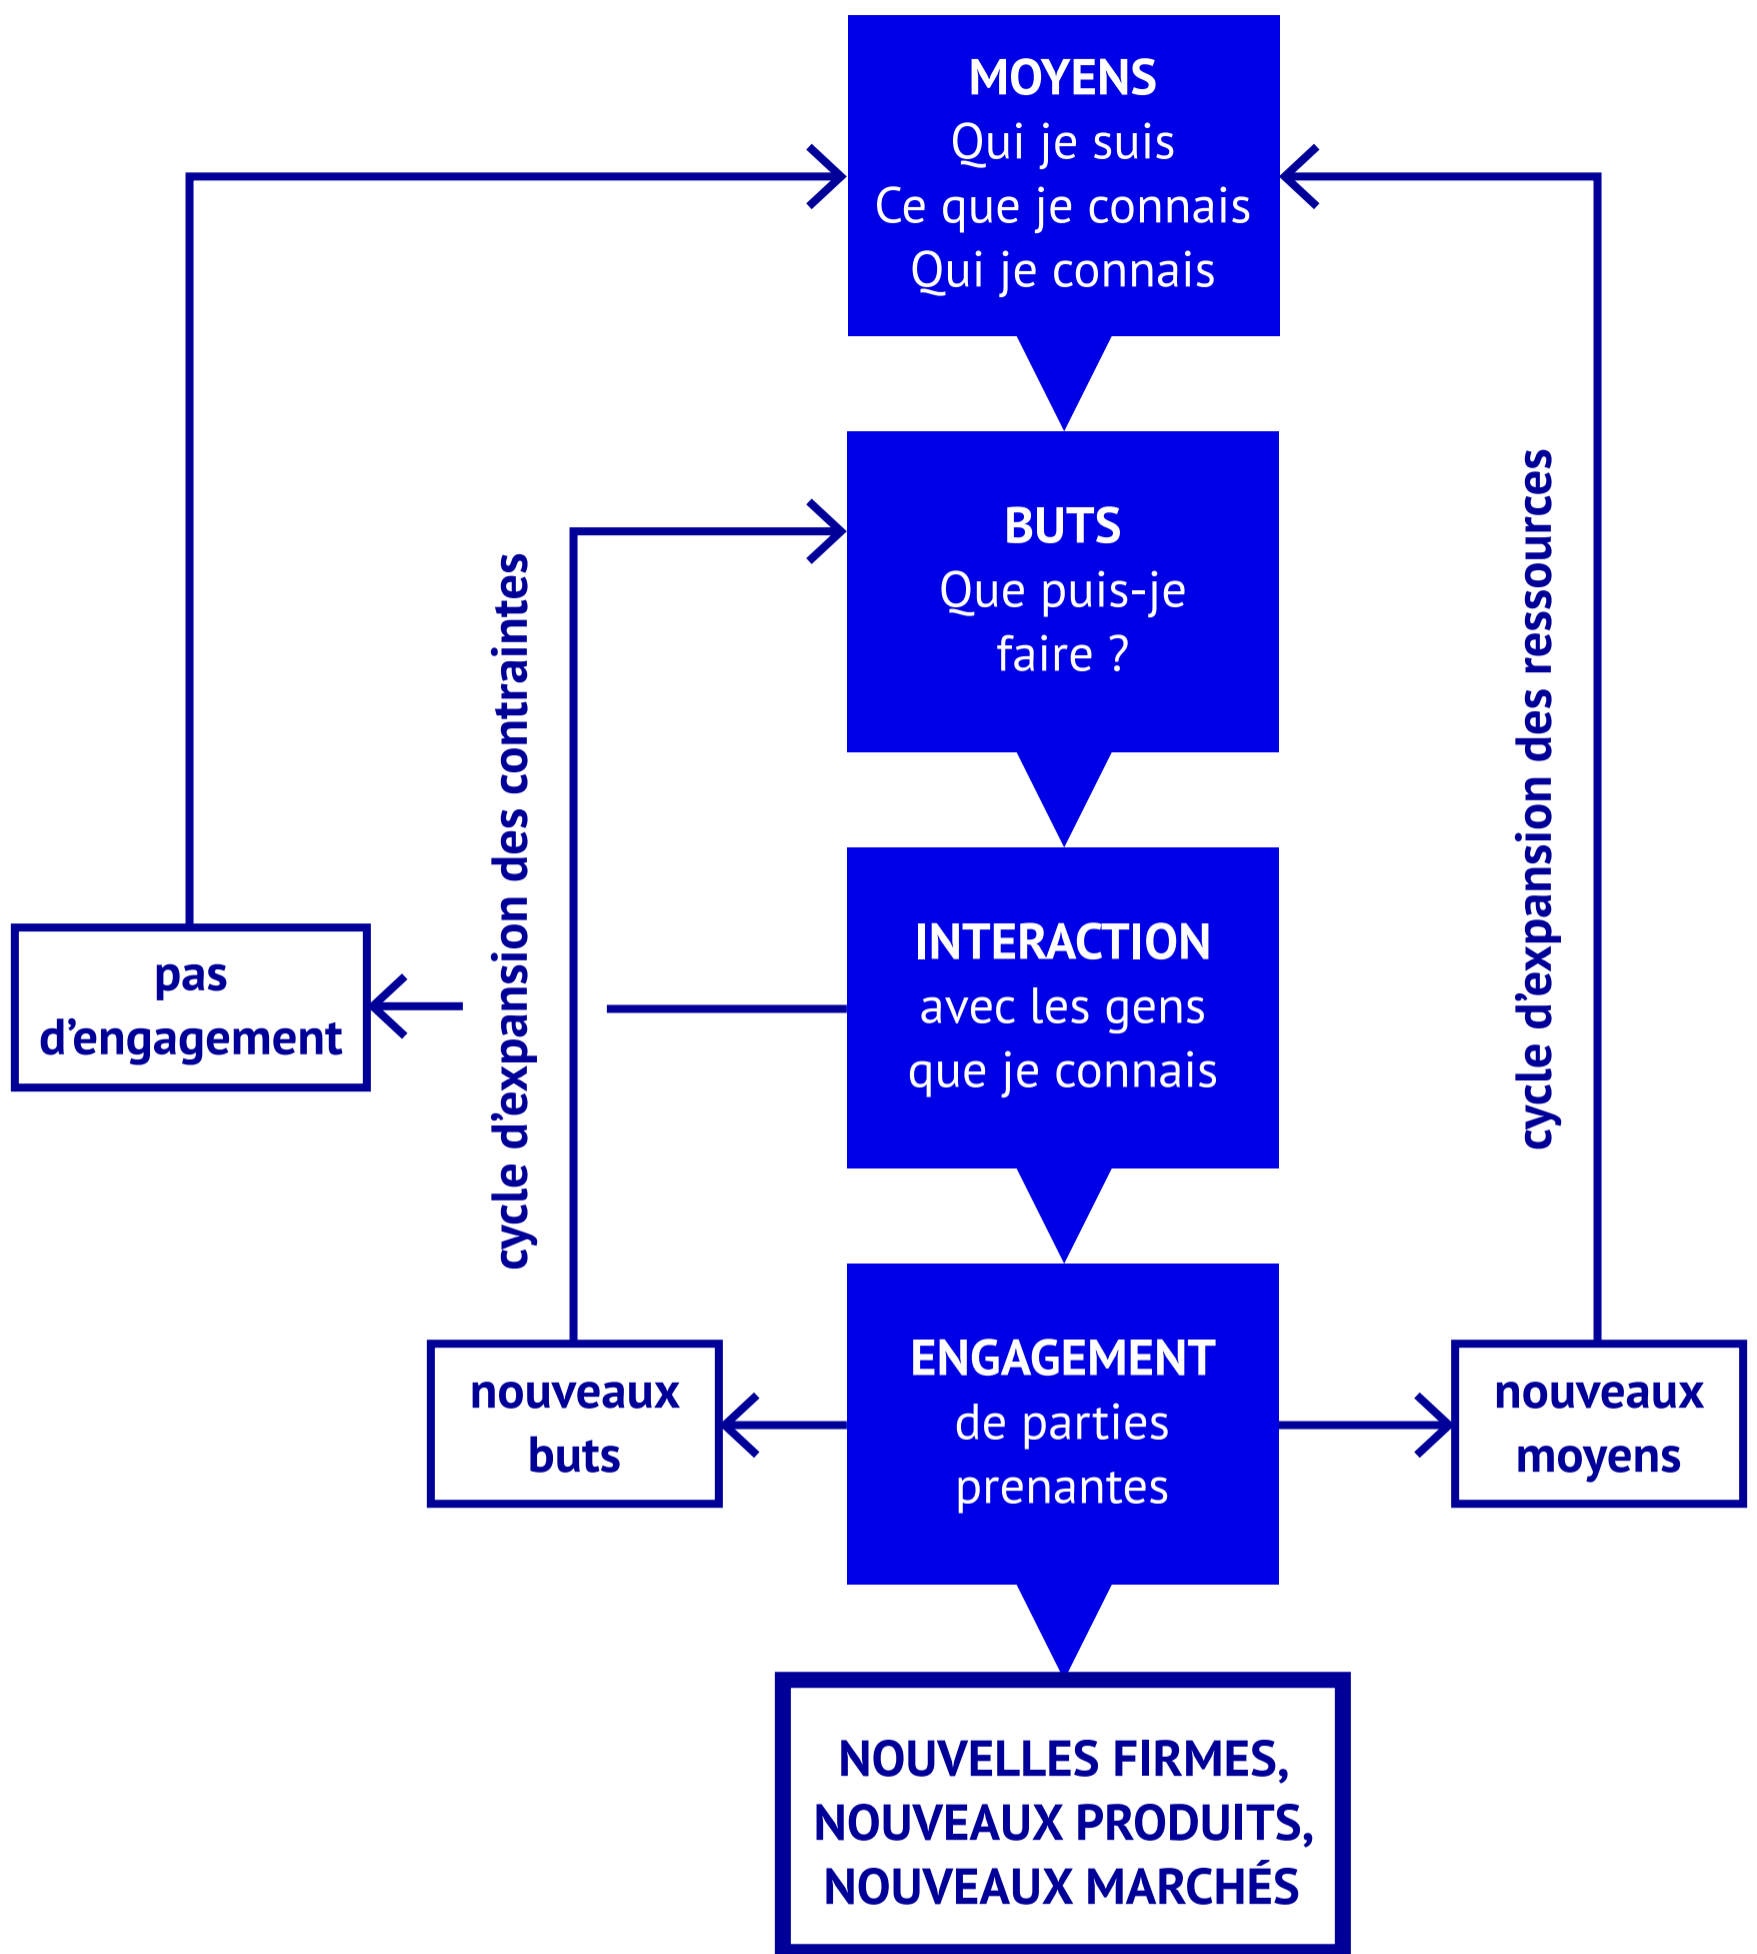 MOYENS
Qui je suis
Ce que je connais
Qui je connais
BUTS
Que puis-je
faire ?
cycle d’expansion des contraintes
cycle d’expansion des ressources
INTERACTION
avec les gens
que je connais
pas
d’engagement
ENGAGEMENT
de parties
prenantes
nouveaux
buts
nouveaux
moyens
NOUVELLES FIRMES,
NOUVEAUX PRODUITS,
NOUVEAUX MARCHÉS